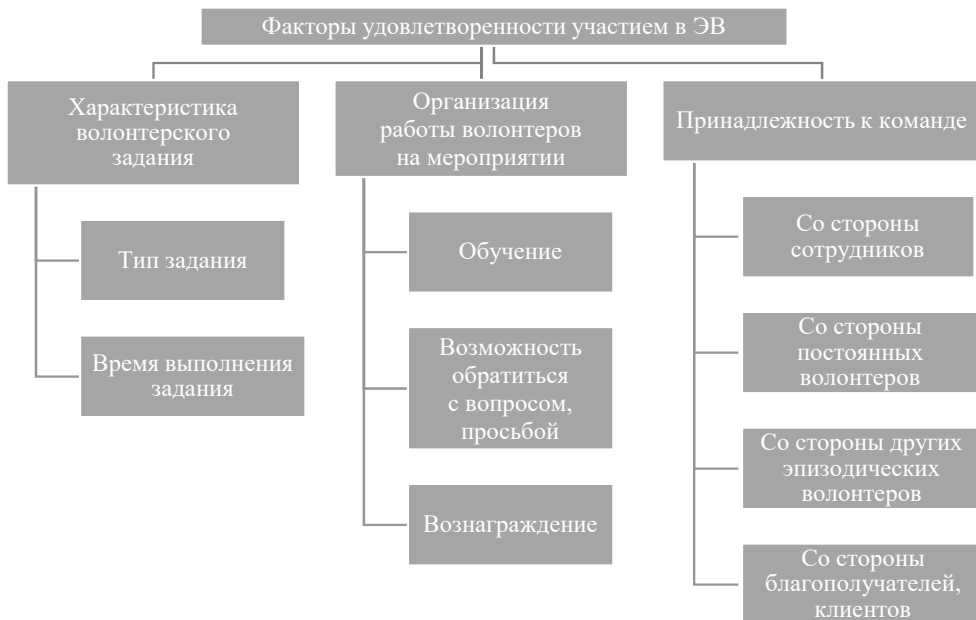 Факторы удовлетворенности участием в ЭВ
Характеристика
волонтерского
задания
Тип задания
Время выполнения
задания
Организация
работы волонтеров
на мероприятии
Обучение
Возможность
обратиться
с вопросом,
просьбой
Вознаграждение
Принадлежность к команде
Со стороны
сотрудников
Со стороны
постоянных
волонтеров
Со стороны других
эпизодических
волонтеров
Со стороны
благополучателей,
клиентов